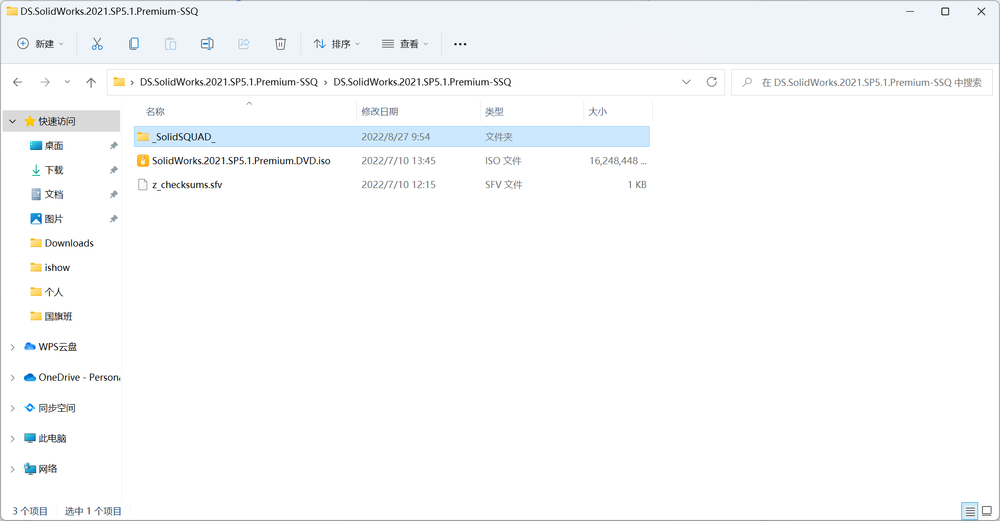 DS.SolidWorks.2021.SP5.1.Premium-SSQ
新建 排序 查看
DS.SolidWorks.2021.SP5.1.Premium-SSQ › DS.SolidWorks.2021.SP5.1.Premium-SSQ
在 DS.SolidWorks.2021.SP5.1.Premium-SSQ 中搜索
快速访问
桌面
下载
文档
图片
Downloads
ishow
个人
国旗班
WPS云盘
OneDrive - Persona
同步空间
此电脑
网络
名称 修改日期 类型 大小
_SolidSQUAD_ 2022/8/27 9:54 文件夹
SolidWorks.2021.SP5.1.Premium.DVD.iso 2022/7/10 13:45 ISO 文件 16,248,448 ...
z_checksums.sfv 2022/7/10 12:15 SFV 文件 1 KB
3 个项目 选中 1 个项目